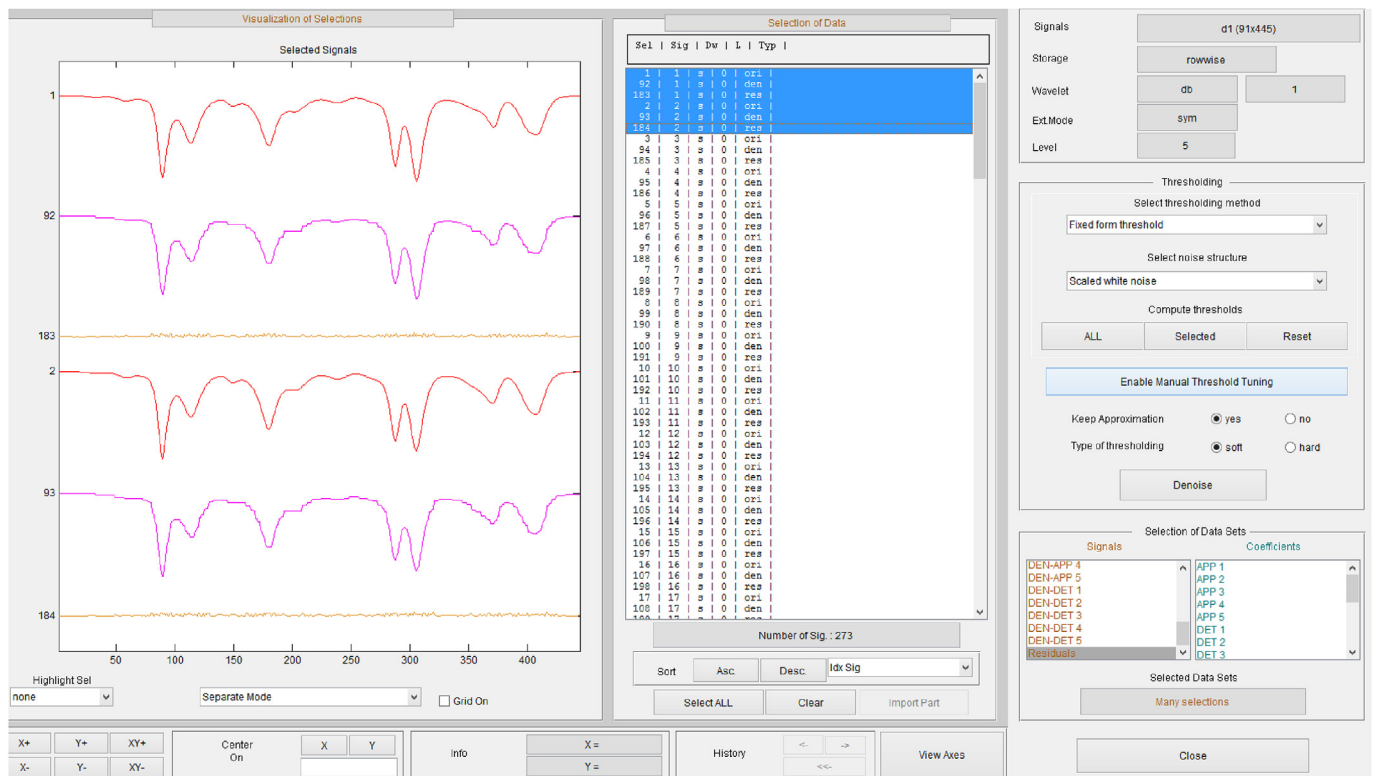 Visualization of Selections
Selected Signals
1
92
183
2
93
184
50 100 150 200 250 300 350 400
Highlight Sel
none
Separate Mode
Grid On
Selection of Data
Sel | Sig | Dw | L | Typ |
1 | 1 | s | 0 | ori |
92 | 1 | s | 0 | den |
183 | 1 | s | 0 | res |
2 | 2 | s | 0 | ori |
93 | 2 | s | 0 | den |
184 | 2 | s | 0 | res |
3 | 3 | s | 0 | ori |
94 | 3 | s | 0 | den |
185 | 3 | s | 0 | res |
4 | 4 | s | 0 | ori |
95 | 4 | s | 0 | den |
186 | 4 | s | 0 | res |
5 | 5 | s | 0 | ori |
96 | 5 | s | 0 | den |
187 | 5 | s | 0 | res |
6 | 6 | s | 0 | ori |
97 | 6 | s | 0 | den |
188 | 6 | s | 0 | res |
7 | 7 | s | 0 | ori |
98 | 7 | s | 0 | den |
189 | 7 | s | 0 | res |
8 | 8 | s | 0 | ori |
99 | 8 | s | 0 | den |
190 | 8 | s | 0 | res |
9 | 9 | s | 0 | ori |
100 | 9 | s | 0 | den |
191 | 9 | s | 0 | res |
10 | 10 | s | 0 | ori |
101 | 10 | s | 0 | den |
192 | 10 | s | 0 | res |
11 | 11 | s | 0 | ori |
102 | 11 | s | 0 | den |
193 | 11 | s | 0 | res |
12 | 12 | s | 0 | ori |
103 | 12 | s | 0 | den |
194 | 12 | s | 0 | res |
13 | 13 | s | 0 | ori |
104 | 13 | s | 0 | den |
195 | 13 | s | 0 | res |
14 | 14 | s | 0 | ori |
105 | 14 | s | 0 | den |
196 | 14 | s | 0 | res |
15 | 15 | s | 0 | ori |
106 | 15 | s | 0 | den |
197 | 15 | s | 0 | res |
16 | 16 | s | 0 | ori |
107 | 16 | s | 0 | den |
198 | 16 | s | 0 | res |
17 | 17 | s | 0 | ori |
108 | 17 | s | 0 | den |
Number of Sig. : 273
Sort Asc. Desc. Idx Sig
Select ALL Clear Import Part
Signals d1 (91x445)
Storage rowwise
Wavelet db 1
Ext.Mode sym
Level 5
Thresholding
Select thresholding method
Fixed form threshold
Select noise structure
Scaled white noise
Compute thresholds
ALL Selected Reset
Enable Manual Threshold Tuning
Keep Approximation yes no
Type of thresholding soft hard
Denoise
Selection of Data Sets
Signals Coefficients
DEN-APP 4 APP 1
DEN-APP 5 APP 2
DEN-DET 1 APP 3
DEN-DET 2 APP 4
DEN-DET 3 APP 5
DEN-DET 4 DET 1
DEN-DET 5 DET 2
Residuals DET 3
Selected Data Sets
Many selections
Close
X+ Y+ XY+
X- Y- XY-
Center
On
X Y
Info
X =
Y =
History
<- ->
<<-
View Axes